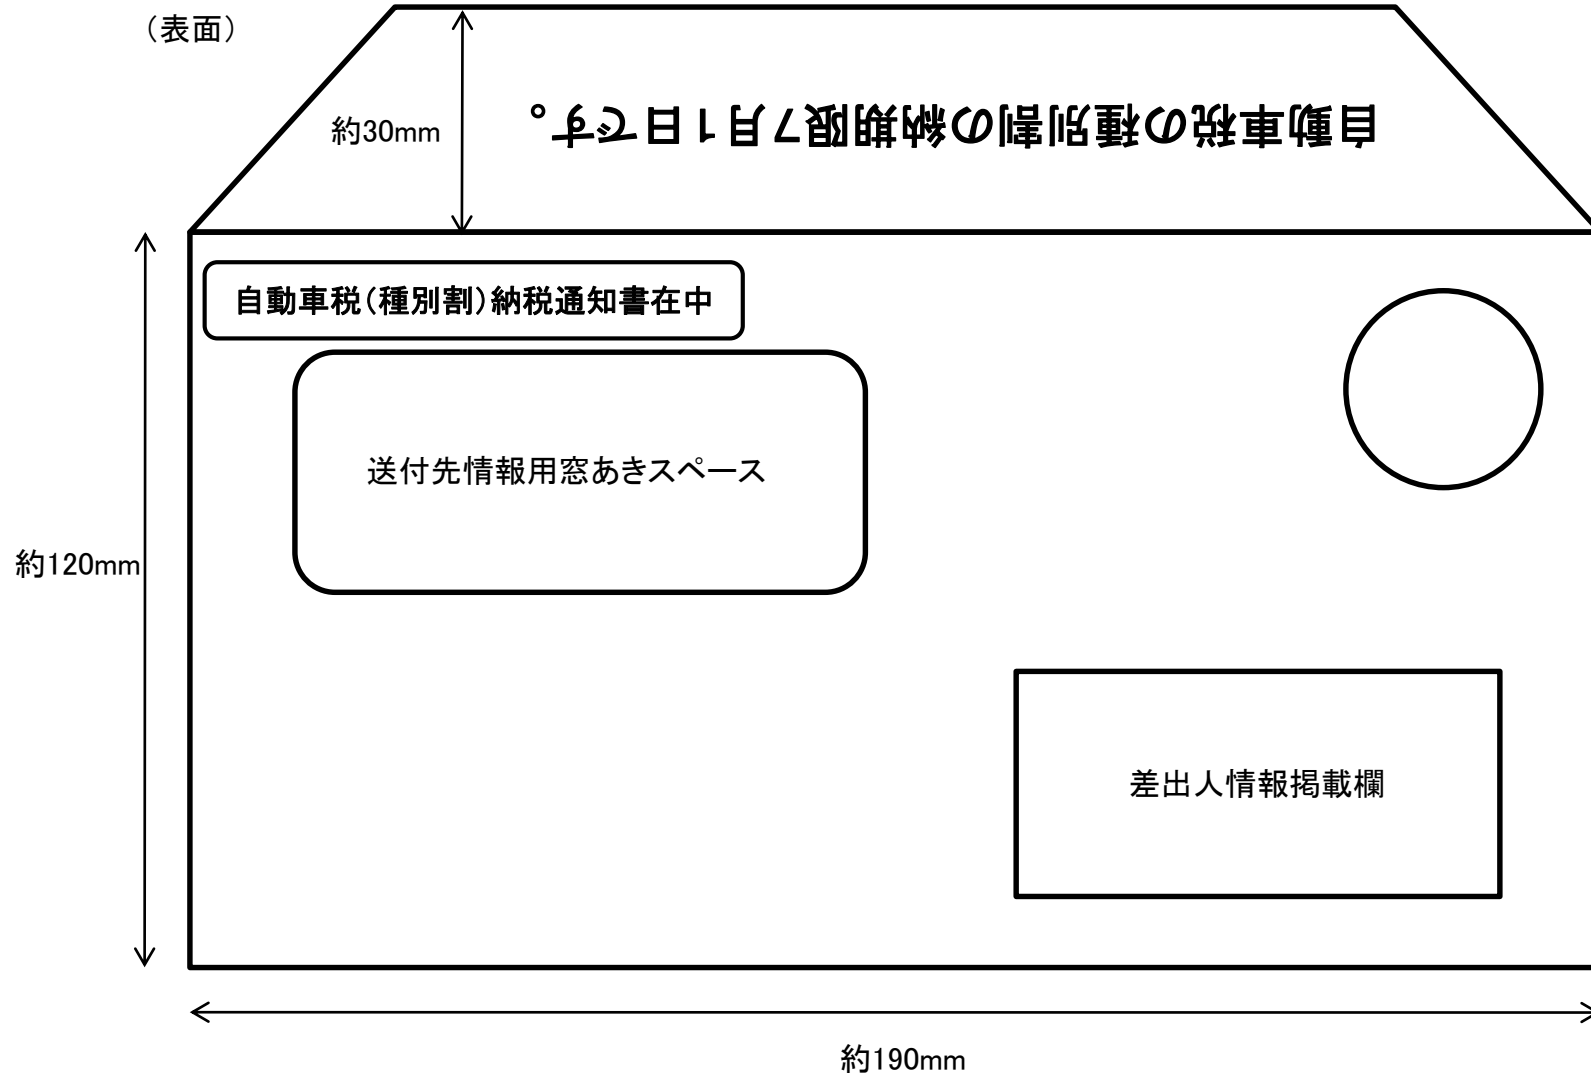 （表面）
約30mm
自動車税の種別割の納期限7月1日です。
自動車税（種別割）納税通知書在中
送付先情報用窓あきスペース
約120mm
差出人情報掲載欄
約190mm